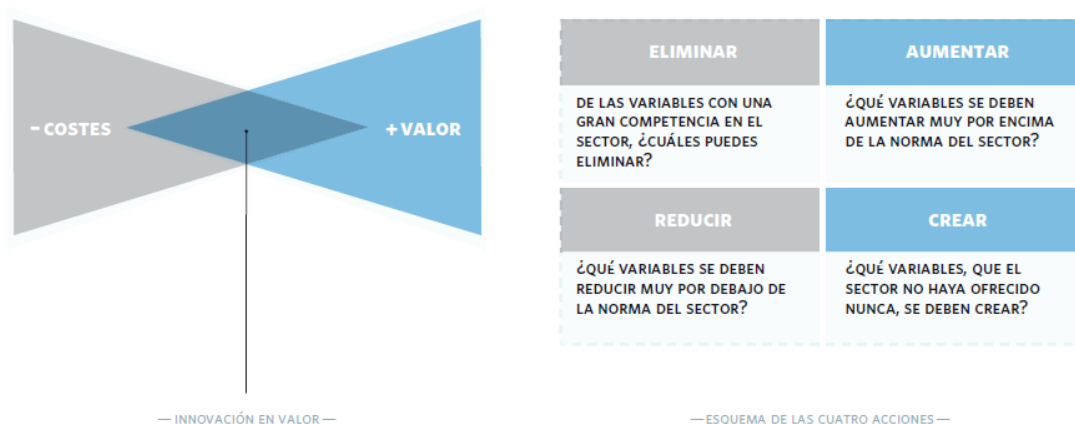 – COSTES
+ VALOR
— INNOVACIÓN EN VALOR —
ELIMINAR
DE LAS VARIABLES CON UNA
GRAN COMPETENCIA EN EL
SECTOR, ¿CUÁLES PUEDES
ELIMINAR?
AUMENTAR
¿QUÉ VARIABLES SE DEBEN
AUMENTAR MUY POR ENCIMA
DE LA NORMA DEL SECTOR?
REDUCIR
¿QUÉ VARIABLES SE DEBEN
REDUCIR MUY POR DEBAJO DE
LA NORMA DEL SECTOR?
CREAR
¿QUÉ VARIABLES, QUE EL
SECTOR NO HAYA OFRECIDO
NUNCA, SE DEBEN CREAR?
— ESQUEMA DE LAS CUATRO ACCIONES —